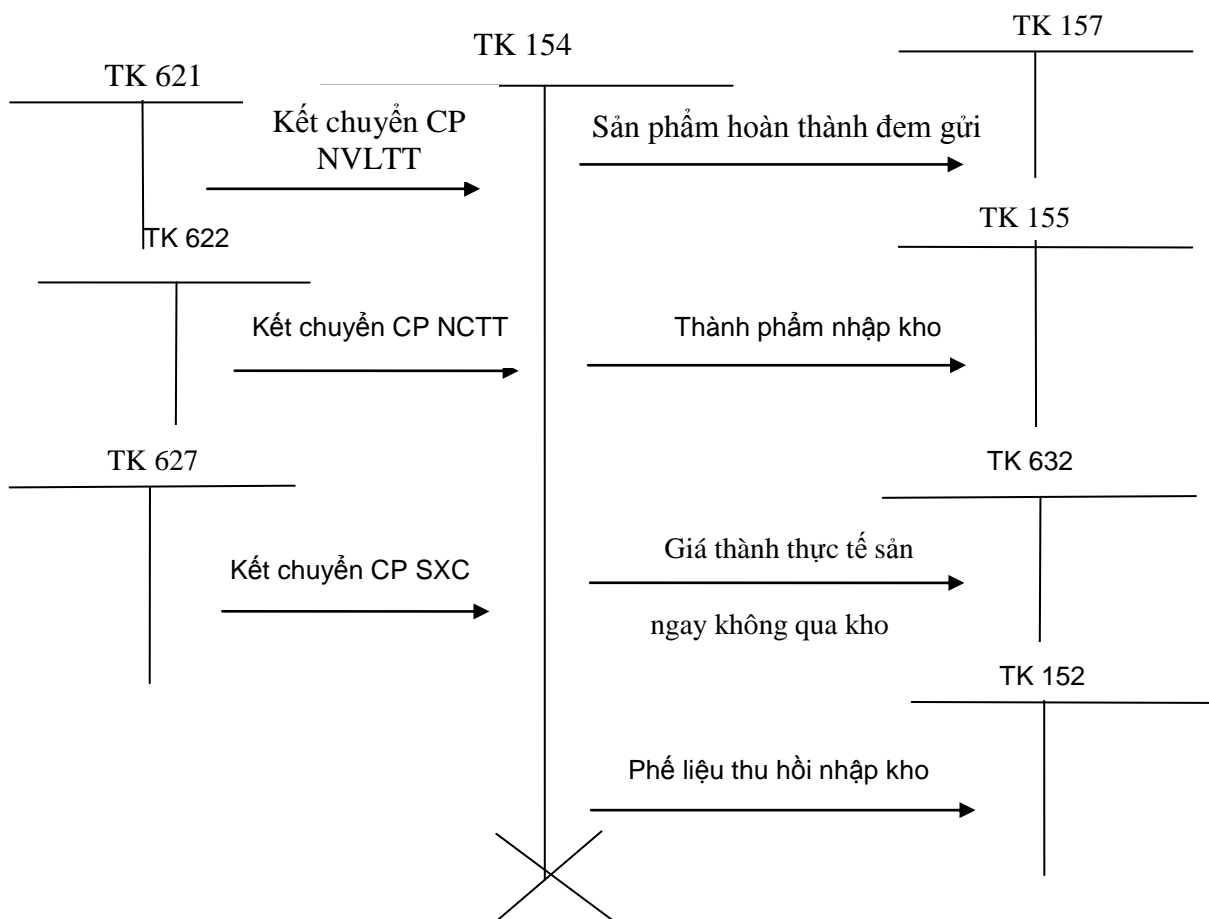 TK 157
TK 154
TK 621
Kết chuyển CP
NVLTT
Sản phẩm hoàn thành đem gửi
TK 622
TK 155
Kết chuyển CP NCTT
Thành phẩm nhập kho
TK 627
TK 632
Giá thành thực tế sản
Kết chuyển CP SXC
ngay không qua kho
TK 152
Phế liệu thu hồi nhập kho